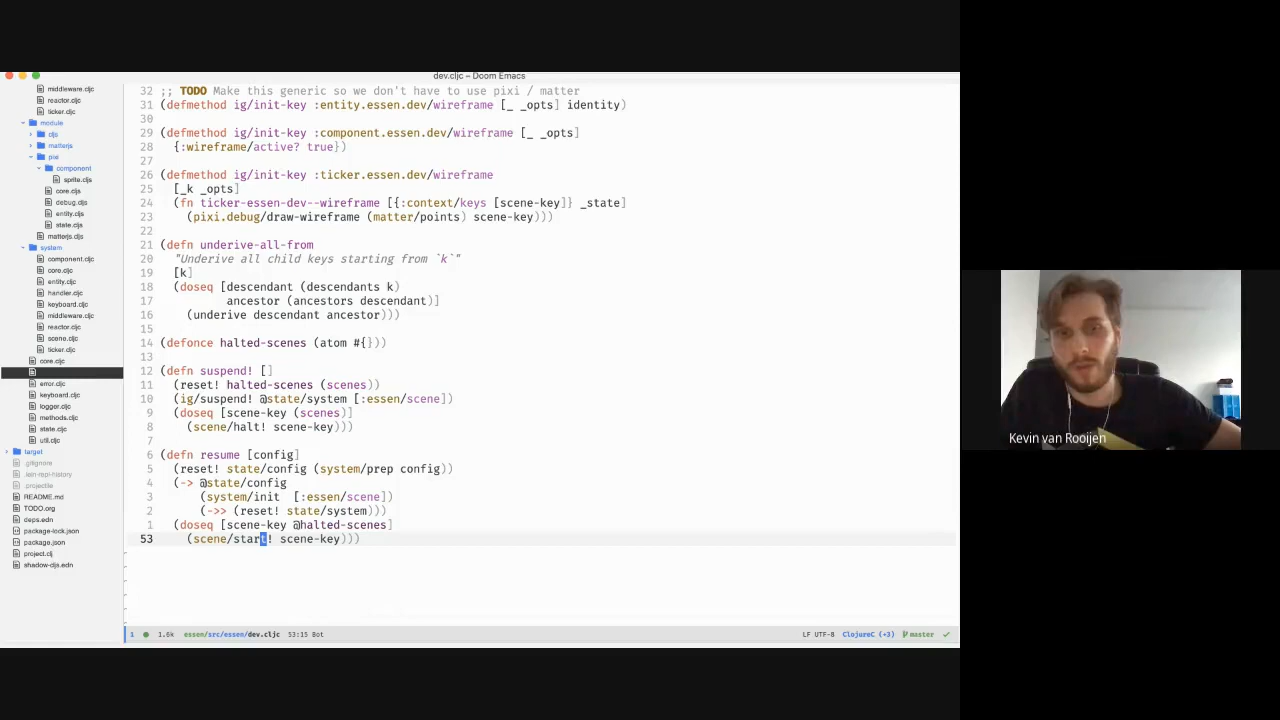 dev.cljc – Doom Emacs
middleware.cljc
reactor.cljc
ticker.cljc
module
cljs
matterjs
pixi
component
sprite.cljs
core.cljs
debug.cljs
entity.cljs
state.cljs
matterjs.cljs
system
component.cljc
core.cljc
entity.cljc
handler.cljc
keyboard.cljc
middleware.cljc
reactor.cljc
scene.cljc
ticker.cljc
core.cljc
error.cljc
keyboard.cljc
logger.cljc
methods.cljc
state.cljc
util.cljc
target
.gitignore
.lein-repl-history
.projectile
README.md
TODO.org
deps.edn
package-lock.json
package.json
project.clj
shadow-cljs.edn
32 ;; TODO Make this generic so we don't have to use pixi / matter
31 (defmethod ig/init-key :entity.essen.dev/wireframe [_ _opts] identity)
30
29 (defmethod ig/init-key :component.essen.dev/wireframe [_ _opts]
28 {:wireframe/active? true})
27
26 (defmethod ig/init-key :ticker.essen.dev/wireframe
25 [_k _opts]
24 (fn ticker-essen-dev--wireframe [{:context/keys [scene-key]} _state]
23 (pixi.debug/draw-wireframe (matter/points) scene-key)))
22
21 (defn underive-all-from
20 "Underive all child keys starting from `k`"
19 [k]
18 (doseq [descendant (descendants k)
17 ancestor (ancestors descendant)]
16 (underive descendant ancestor)))
15
14 (defonce halted-scenes (atom #{}))
13
12 (defn suspend! []
11 (reset! halted-scenes (scenes))
10 (ig/suspend! @state/system [:essen/scene])
9 (doseq [scene-key (scenes)]
8 (scene/halt! scene-key)))
7
6 (defn resume [config]
5 (reset! state/config (system/prep config))
4 (-> @state/config
3 (system/init [:essen/scene])
2 (->> (reset! state/system)))
1 (doseq [scene-key @halted-scenes]
53 (scene/start! scene-key)))
1 1.6k essen/src/essen/dev.cljc 53:15 Bot
LF UTF-8 ClojureC (+3) master
Kevin van Rooijen